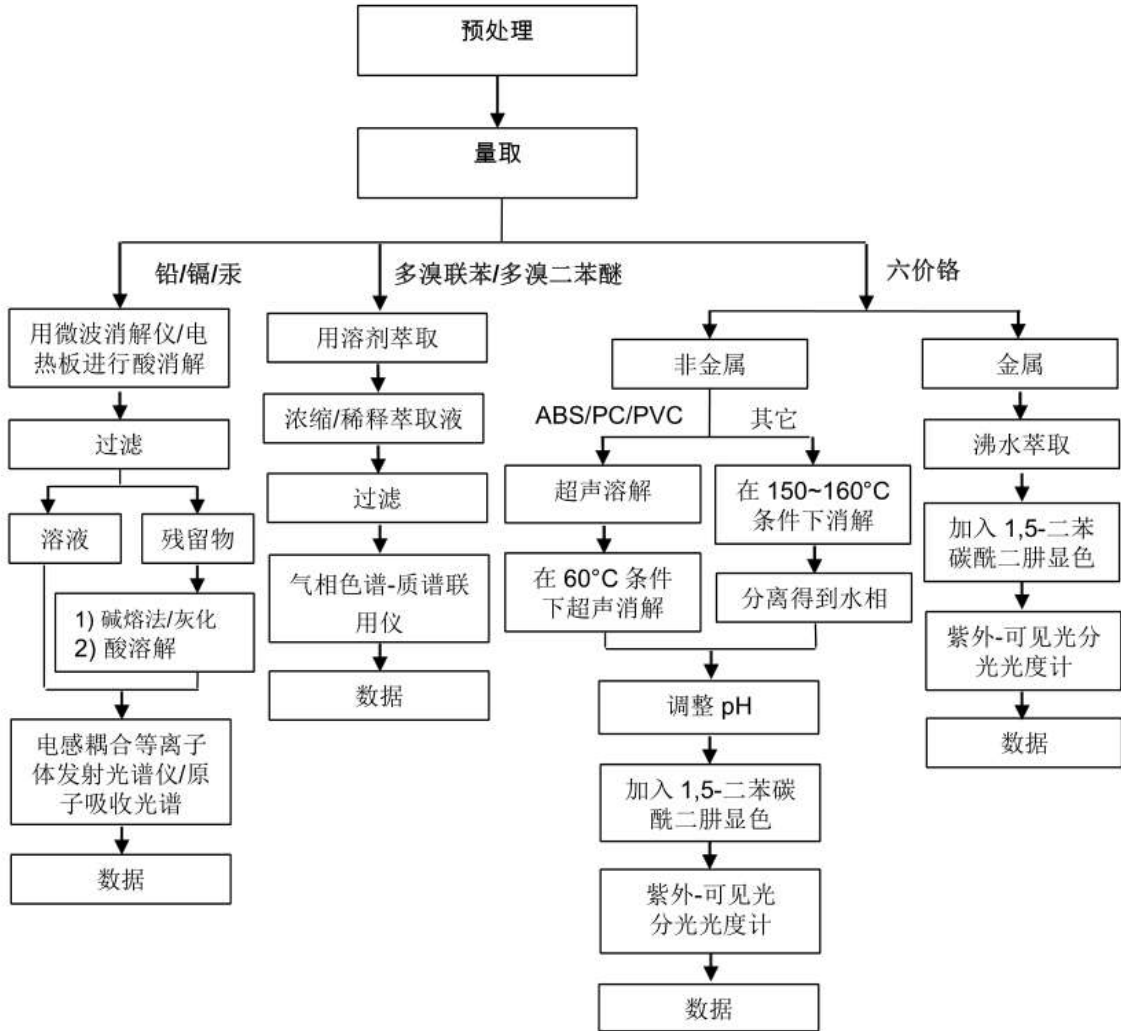 预处理
量取
铅/镉/汞
多溴联苯/多溴二苯醚
六价铬
用微波消解仪/电
热板进行酸消解
过滤
溶液
残留物
1) 碱熔法/灰化
2) 酸溶解
电感耦合等离子
体发射光谱仪/原
子吸收光谱
数据
用溶剂萃取
浓缩/稀释萃取液
过滤
气相色谱-质谱联
用仪
数据
非金属
ABS/PC/PVC
其它
超声溶解
在 60°C 条件
下超声消解
在 150~160°C
条件下消解
分离得到水相
调整 pH
加入 1,5-二苯碳
酰二肼显色
紫外-可见光
分光光度计
数据
金属
沸水萃取
加入 1,5-二苯
碳酰二肼显色
紫外-可见光分
光光度计
数据